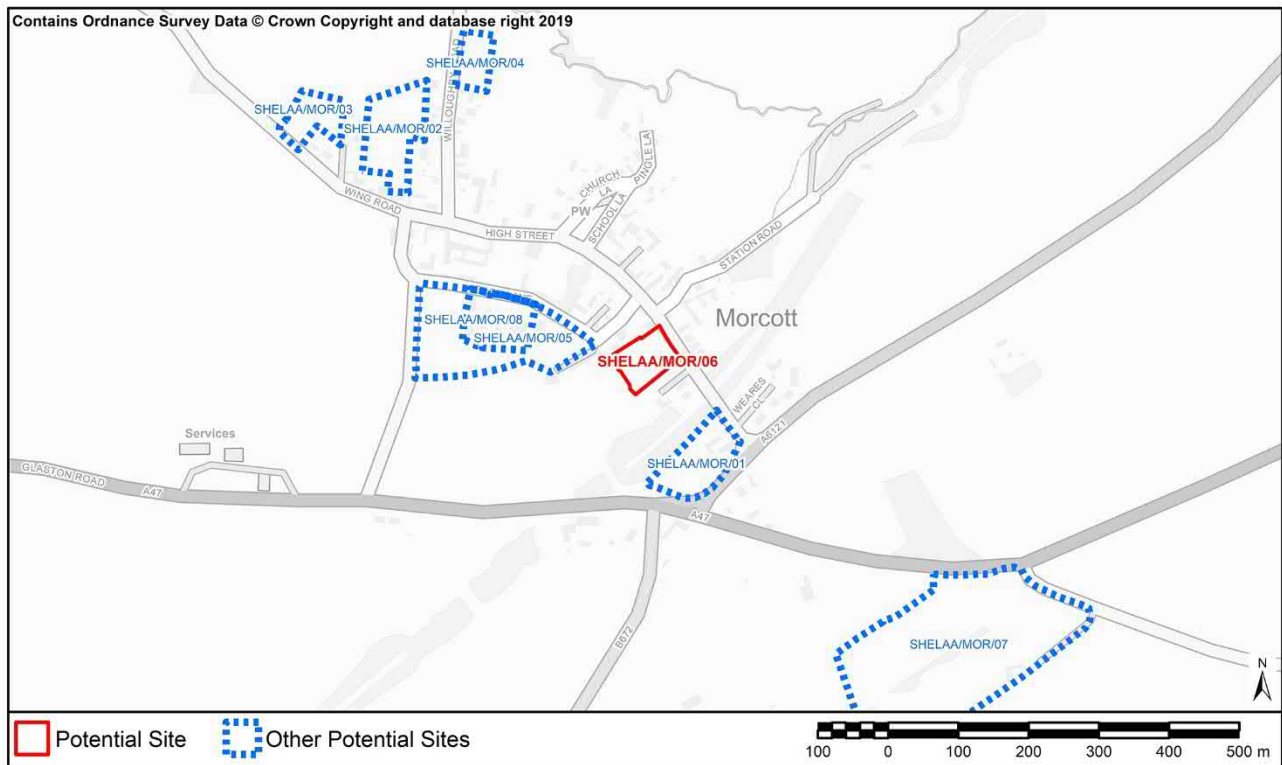 Contains Ordnance Survey Data © Crown Copyright and database right 2019
SHELAA/MOR/04
SHELAA/MOR/03
SHELAA/MOR/02
WING ROAD
HIGH STREET
CHURCH LA
PW
SCHOOL LA
PINGLE LA
STATION ROAD
Morcott
SHELAA/MOR/08
SHELAA/MOR/05
SHELAA/MOR/06
WEARES CL
A6121
SHELAA/MOR/01
Services
GLASTON ROAD
A47
A47
B672
SHELAA/MOR/07
N
Potential Site
Other Potential Sites
100 0 100 200 300 400 500 m